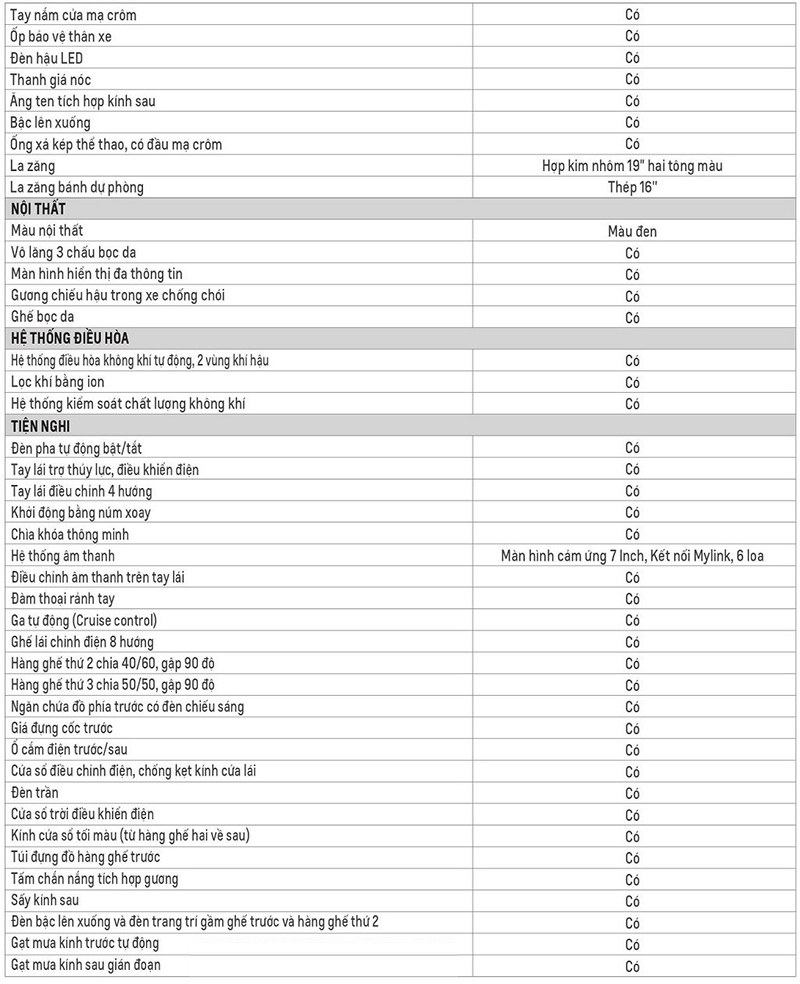 Tay nắm cửa mạ crôm Có
Ốp bảo vệ thân xe Có
Đèn hậu LED Có
Thanh giá nóc Có
Ăng ten tích hợp kính sau Có
Bậc lên xuống Có
Ống xả kép thể thao, có đầu mạ crôm Có
La zăng Hợp kim nhôm 19" hai tông màu
La zăng bánh dự phòng Thép 16"
NỘI THẤT
Màu nội thất Màu đen
Vô lăng 3 chấu bọc da Có
Màn hình hiển thị đa thông tin Có
Gương chiếu hậu trong xe chống chói Có
Ghế bọc da Có
HỆ THỐNG ĐIỀU HÒA
Hệ thống điều hòa không khí tự động, 2 vùng khí hậu Có
Lọc khí bằng ion Có
Hệ thống kiểm soát chất lượng không khí Có
TIỆN NGHI
Đèn pha tự động bật/tắt Có
Tay lái trợ thủy lực, điều khiển điện Có
Tay lái điều chỉnh 4 hướng Có
Khởi động bằng núm xoay Có
Chìa khóa thông minh Có
Hệ thống âm thanh Màn hình cảm ứng 7 Inch, Kết nối Mylink, 6 loa
Điều chỉnh âm thanh trên tay lái Có
Đàm thoại rảnh tay Có
Ga tự động (Cruise control) Có
Ghế lái chỉnh điện 8 hướng Có
Hàng ghế thứ 2 chia 40/60, gập 90 độ Có
Hàng ghế thứ 3 chia 50/50, gập 90 độ Có
Ngăn chứa đồ phía trước có đèn chiếu sáng Có
Giá đựng cốc trước Có
Ổ cắm điện trước/sau Có
Cửa sổ điều chỉnh điện, chống kẹt kính cửa lái Có
Đèn trần Có
Cửa sổ trời điều khiển điện Có
Kính cửa sổ tối màu (từ hàng ghế hai về sau) Có
Túi đựng đồ hàng ghế trước Có
Tấm chắn nắng tích hợp gương Có
Sấy kính sau Có
Đèn bậc lên xuống và đèn trang trí gầm ghế trước và hàng ghế thứ 2 Có
Gạt mưa kính trước tự động Có
Gạt mưa kính sau gián đoạn Có